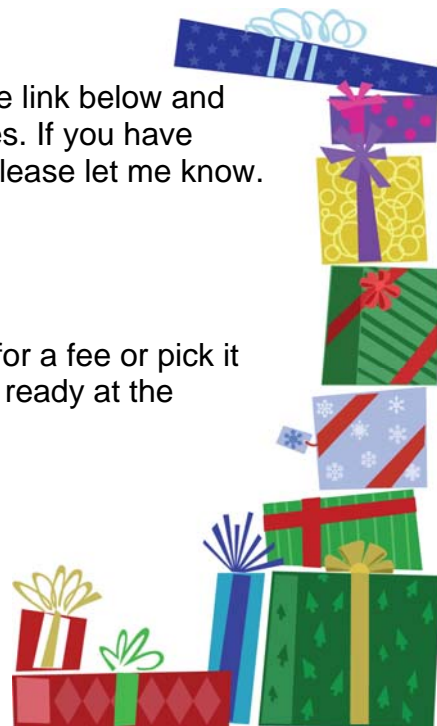 e link below and
es. If you have
lease let me know.
for a fee or pick it
ready at the